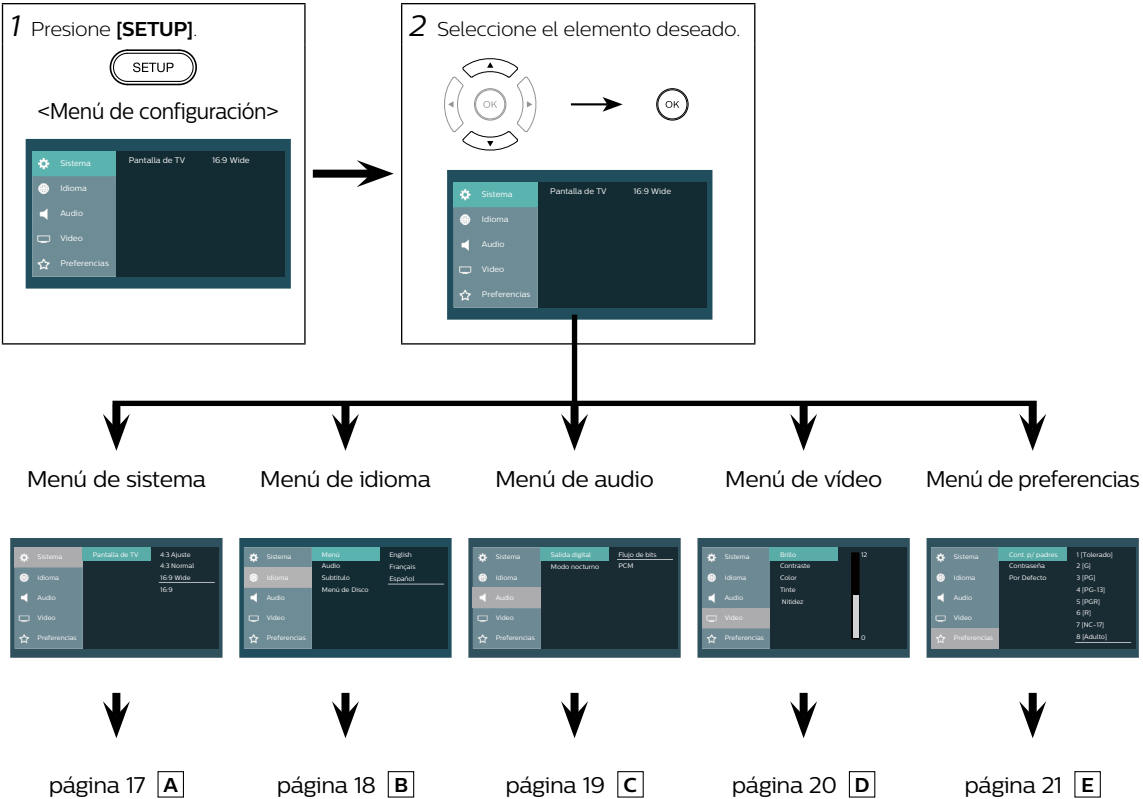 1 Presione [SETUP].
SETUP
<Menú de configuración>
Sistema
Pantalla de TV
16:9 Wide
Idioma
Audio
Video
Preferencias
2 Seleccione el elemento deseado.
OK
OK
Sistema
Pantalla de TV
16:9 Wide
Idioma
Audio
Video
Preferencias
Menú de sistema
Sistema
Idioma
Audio
Video
Preferencias
Pantalla de TV
4:3 Ajuste
4:3 Normal
16:9 Wide
16:9
página 17 A
Menú de idioma
Sistema
Idioma
Audio
Video
Preferencias
Menú
Audio
Subtítulo
Menú de Disco
English
Français
Español
página 18 B
Menú de audio
Sistema
Idioma
Audio
Video
Preferencias
Salida digital
Modo nocturno
Flujo de bits
PCM
página 19 C
Menú de vídeo
Sistema
Idioma
Audio
Video
Preferencias
Brillo
Contraste
Color
Tinte
Nitidez
12
0
página 20 D
Menú de preferencias
Sistema
Idioma
Audio
Video
Preferencias
Cont. p/ padres
Contraseña
Por Defecto
1 [Tolerado]
2 [G]
3 [PG]
4 [PG-13]
5 [PGR]
6 [R]
7 [NC-17]
8 [Adulto]
página 21 E